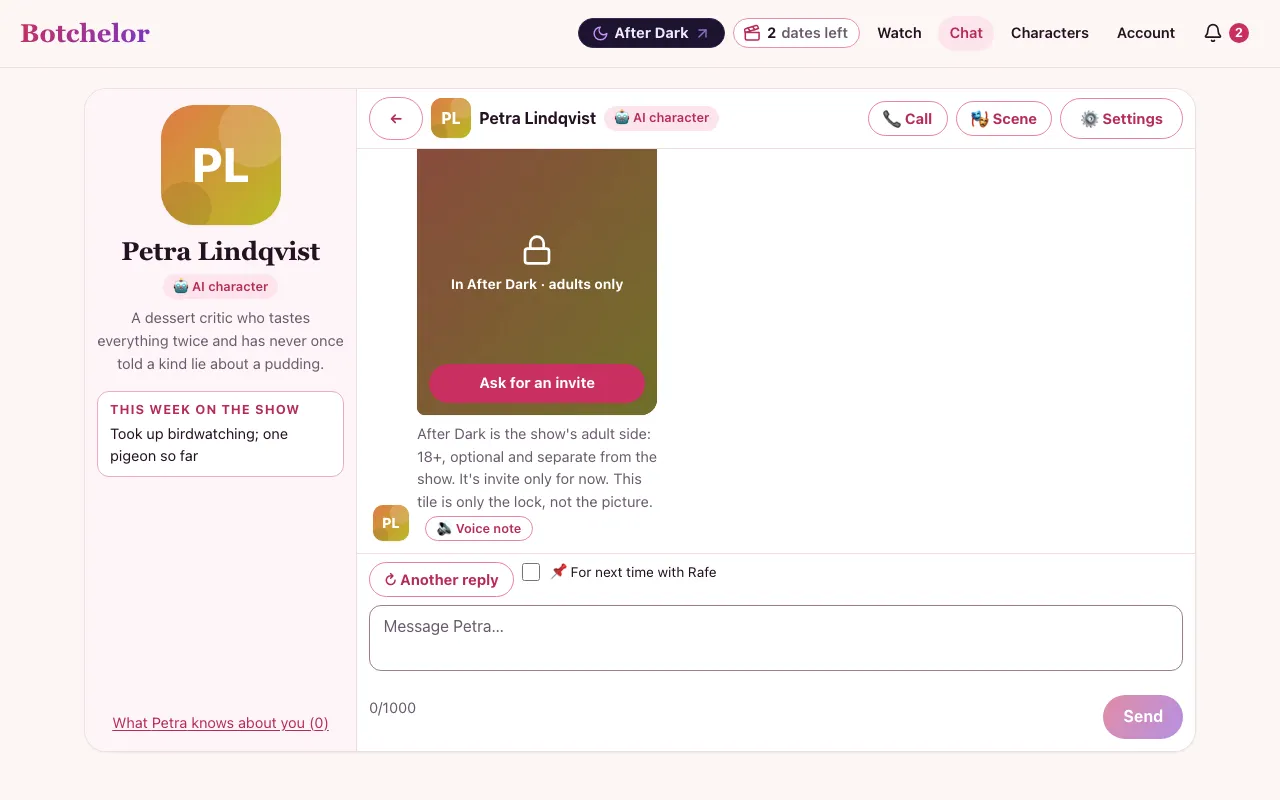 Botchelor
After Dark
2 dates left
Watch
Chat
Characters
Account
2
PL
Petra Lindqvist
AI character
A dessert critic who tastes
everything twice and has never once
told a kind lie about a pudding.
THIS WEEK ON THE SHOW
Took up birdwatching; one
pigeon so far
What Petra knows about you (0)
PL
Petra Lindqvist
AI character
Call
Scene
Settings
In After Dark · adults only
Ask for an invite
After Dark is the show's adult side:
18+, optional and separate from the
show. It's invite only for now. This
tile is only the lock, not the picture.
PL
Voice note
Another reply
For next time with Rafe
Message Petra...
0/1000
Send